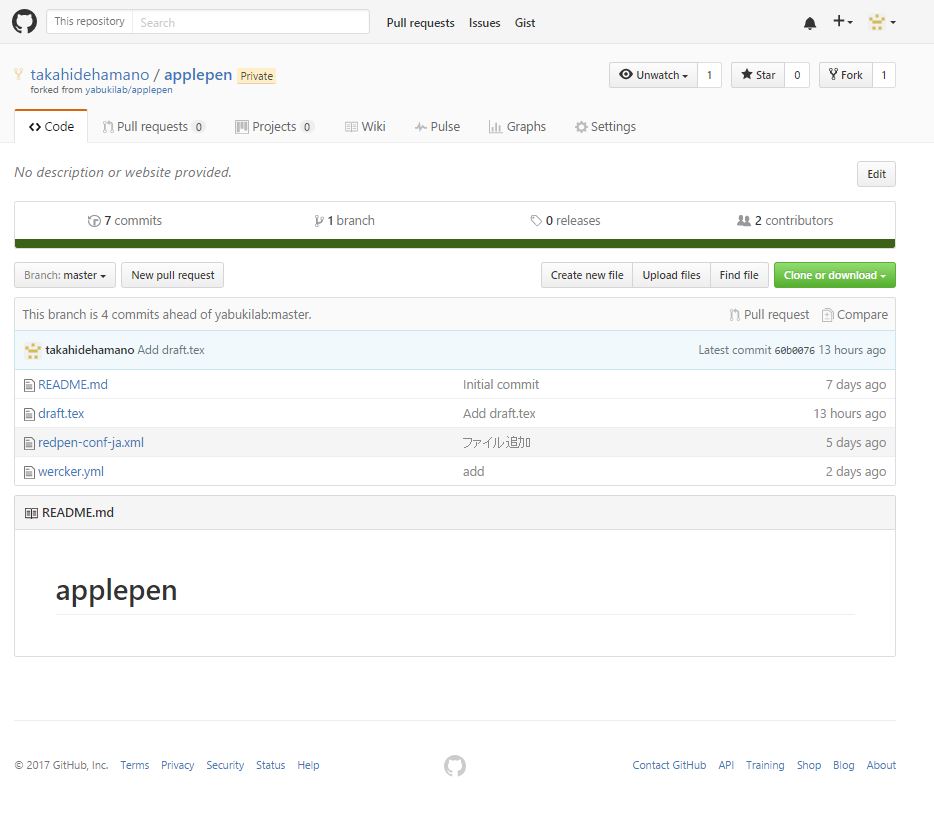 This repository Search Pull requests Issues Gist
takahidehamano / applepen Private Unwatch 1 Star 0 Fork 1
forked from yabukilab/applepen
Code Pull requests 0 Projects 0 Wiki Pulse Graphs Settings
No description or website provided. Edit
7 commits 1 branch 0 releases 2 contributors
Branch: master New pull request Create new file Upload files Find file Clone or download
This branch is 4 commits ahead of yabukilab:master. Pull request Compare
takahidehamano Add draft.tex Latest commit 60b0076 13 hours ago
README.md Initial commit 7 days ago
draft.tex Add draft.tex 13 hours ago
redpen-conf-ja.xml ファイル追加 5 days ago
wercker.yml add 2 days ago
README.md
applepen
© 2017 GitHub, Inc. Terms Privacy Security Status Help Contact GitHub API Training Shop Blog About